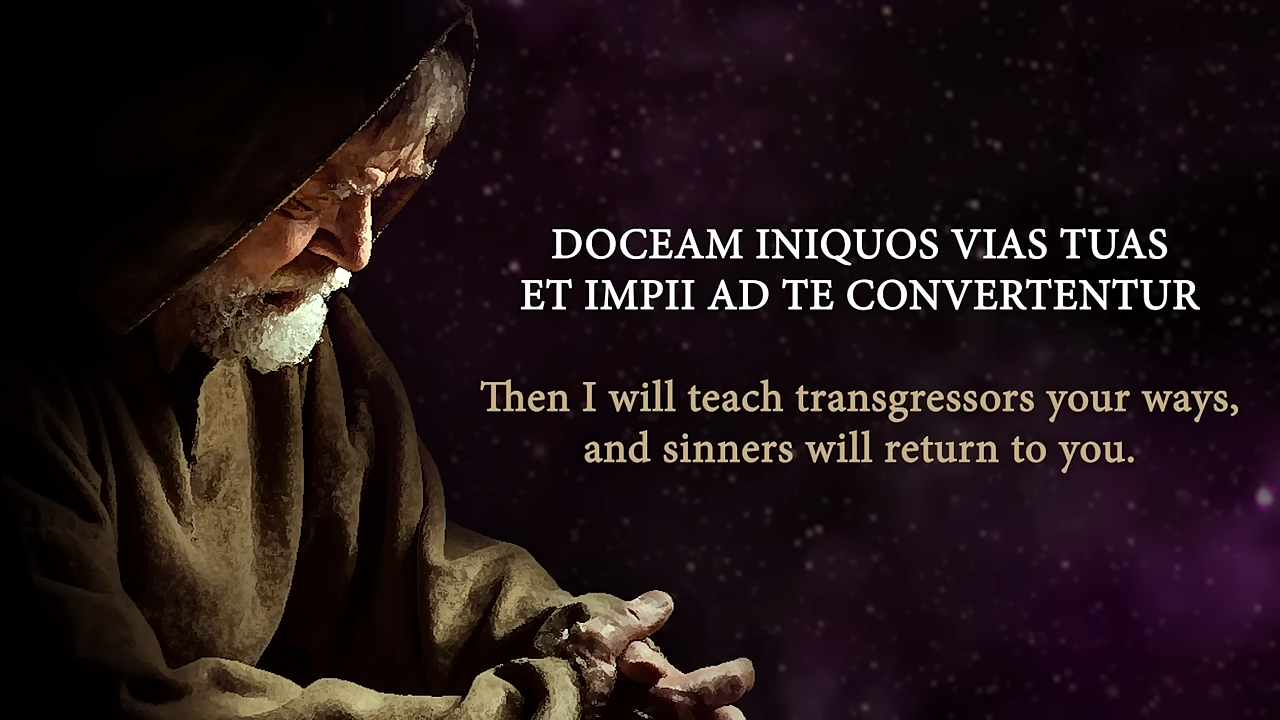 DOCEAM INIQUOS VIAS TUAS
ET IMPII AD TE CONVERTENTUR
Then I will teach transgressors your ways,
and sinners will return to you.